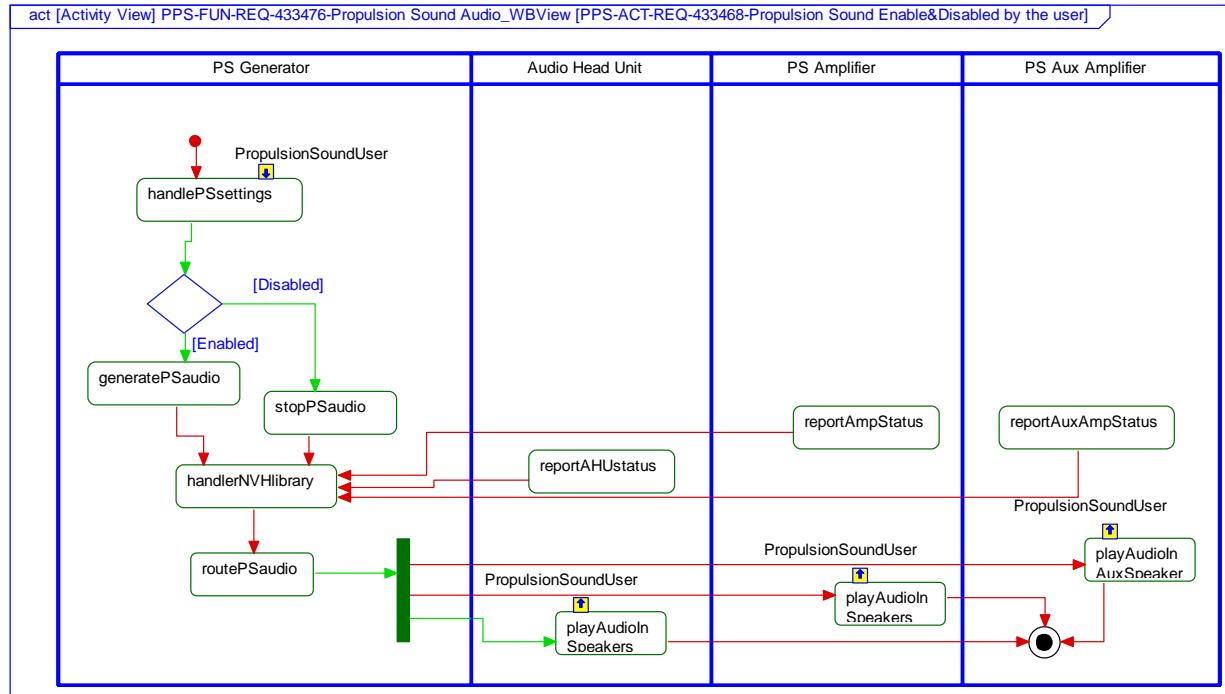 act [Activity View] PPS-FUN-REQ-433476-Propulsion Sound Audio_WBView [PPS-ACT-REQ-433468-Propulsion Sound Enable&Disabled by the user]
PS Generator
Audio Head Unit
PS Amplifier
PS Aux Amplifier
PropulsionSoundUser
handlePSsettings
[Disabled]
[Enabled]
generatePSaudio
stopPSaudio
reportAmpStatus
reportAuxAmpStatus
reportAHUstatus
handlerNVHlibrary
PropulsionSoundUser
PropulsionSoundUser
playAudioIn
AuxSpeaker
routePSaudio
PropulsionSoundUser
playAudioIn
Speakers
playAudioIn
Speakers